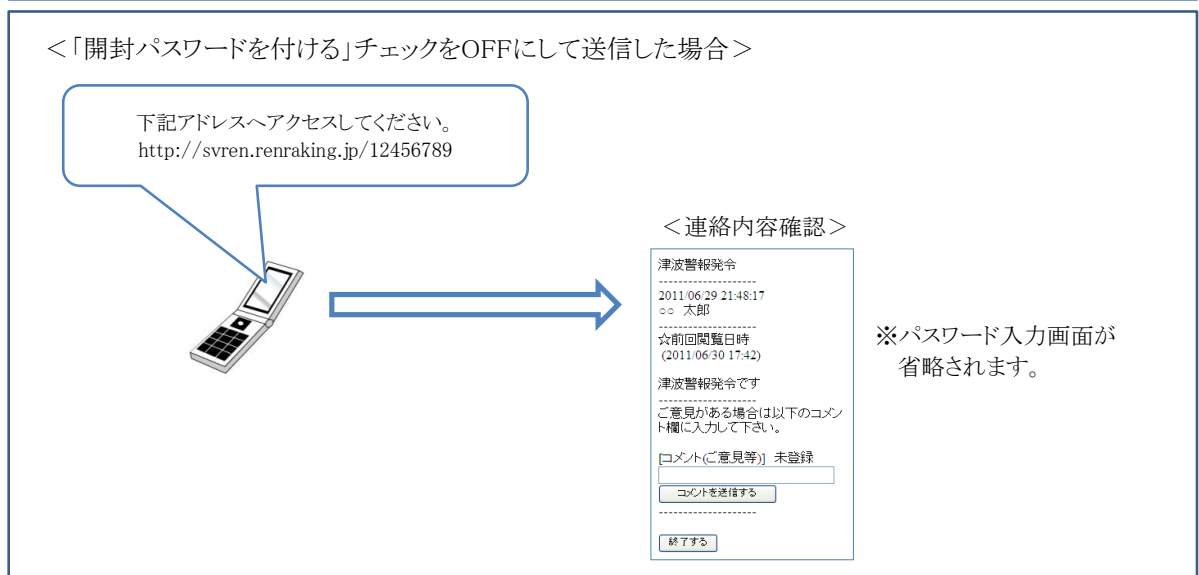 ＜「開封パスワードを付ける」チェックをOFFにして送信した場合＞
下記アドレスへアクセスしてください。
http://svren.renraking.jp/12456789
＜連絡内容確認＞
津波警報発令
--------------------
2011/06/29 21:48:17
○○ 太郎
--------------------
☆前回閲覧日時
(2011/06/30 17:42)
津波警報発令です
--------------------
ご意見がある場合は以下のコメン
ト欄に入力して下さい。
[コメント(ご意見等)] 未登録
コメントを送信する
--------------------
終了する
※パスワード入力画面が
省略されます。